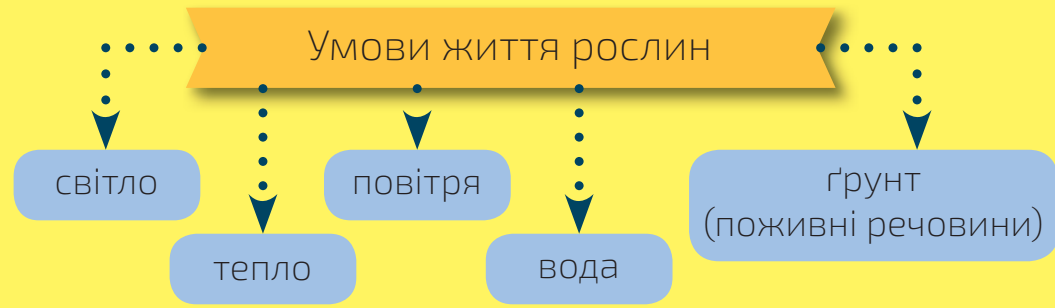 Умови життя рослин
світло
повітря
ґрунт
(поживні речовини)
тепло
вода